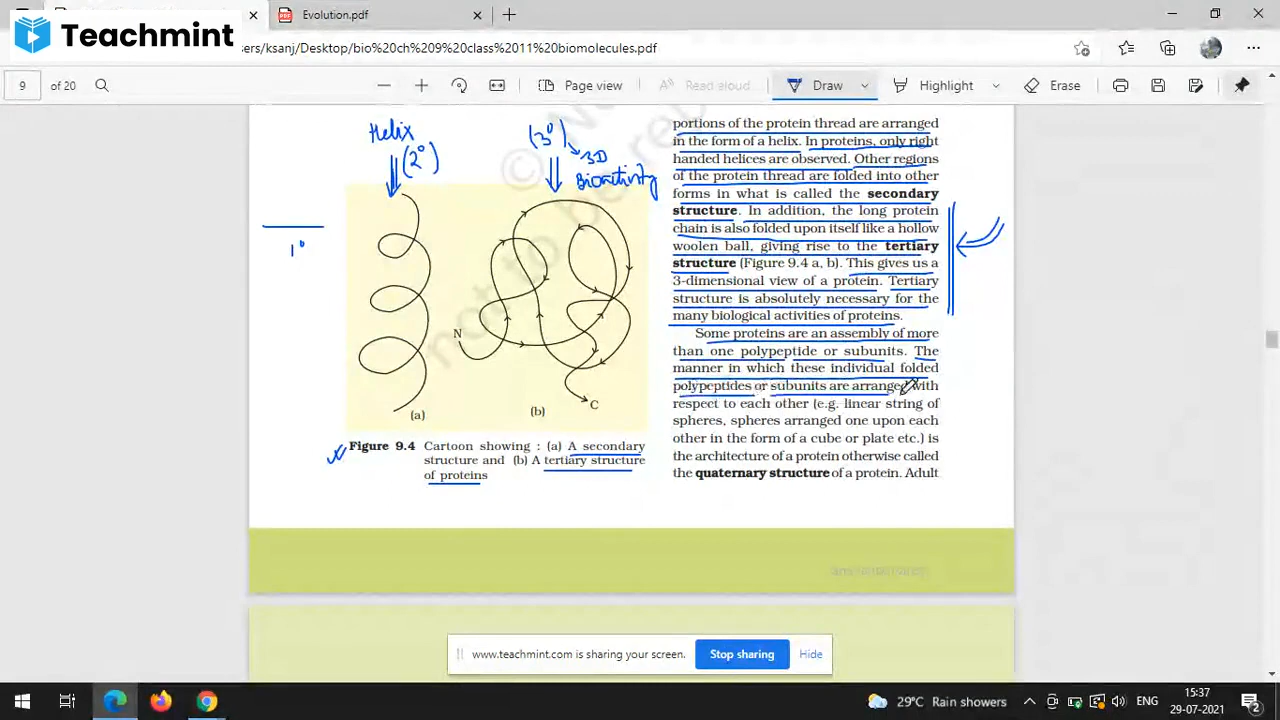 Teachmint
Evolution.pdf
ers/ksanj/Desktop/bio%20ch%209%20class%2011%20biomolecules.pdf
9 of 20
Page view
Read aloud
Draw
Highlight
Erase
portions of the protein thread are arranged
in the form of a helix. In proteins, only right
handed helices are observed. Other regions
of the protein thread are folded into other
forms in what is called the secondary
structure. In addition, the long protein
chain is also folded upon itself like a hollow
woolen ball, giving rise to the tertiary
structure (Figure 9.4 a, b). This gives us a
3-dimensional view of a protein. Tertiary
structure is absolutely necessary for the
many biological activities of proteins.
Some proteins are an assembly of more
than one polypeptide or subunits. The
manner in which these individual folded
polypeptides or subunits are arranged with
respect to each other (e.g. linear string of
spheres, spheres arranged one upon each
other in the form of a cube or plate etc.) is
the architecture of a protein otherwise called
the quaternary structure of a protein. Adult
Helix
(2°)
(3°)
3D
1°
N
C
(a)
(b)
Figure 9.4 Cartoon showing : (a) A secondary
structure and (b) A tertiary structure
of proteins
www.teachmint.com is sharing your screen.
Stop sharing
Hide
29°C Rain showers
ENG
15:37
29-07-2021
2